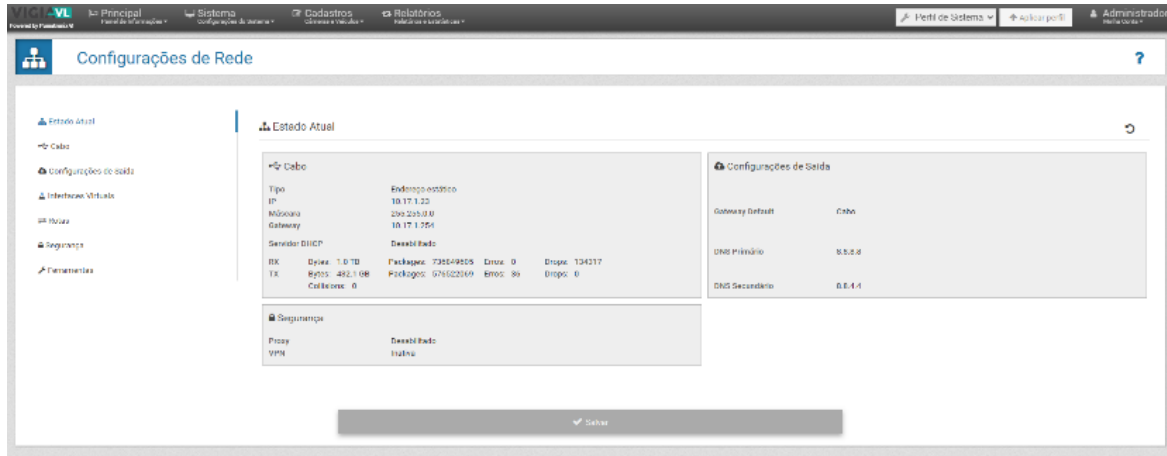 VIGIA-VL
Powered by Pumatronix
Principal
Painel de Informações
Sistema
Configurações do Sistema
Cadastros
Câmeras e Veículos
Relatórios
Relatórios e Estatísticas
Perfil de Sistema
Aplicar perfil
Administrador
Minha Conta
Configurações de Rede
?
Estado Atual
Cabo
Configurações de Saída
Interfaces Virtuais
Rotas
Segurança
Ferramentas
Estado Atual
Cabo
Tipo Endereço estático
IP 10.17.1.22
Máscara 255.255.0.0
Gateway 10.17.1.254
Servidor DHCP Desabilitado
RX Bytes: 1.0 TB Packages: 736849605 Erros: 0 Drops: 134317
TX Bytes: 482.1 GB Packages: 576522069 Erros: 36 Drops: 0
Collisions: 0
Configurações de Saída
Gateway Default Cabo
DNS Primário 8.8.8.8
DNS Secundário 8.8.4.4
Segurança
Proxy Desabilitado
VPN Inativa
Salvar